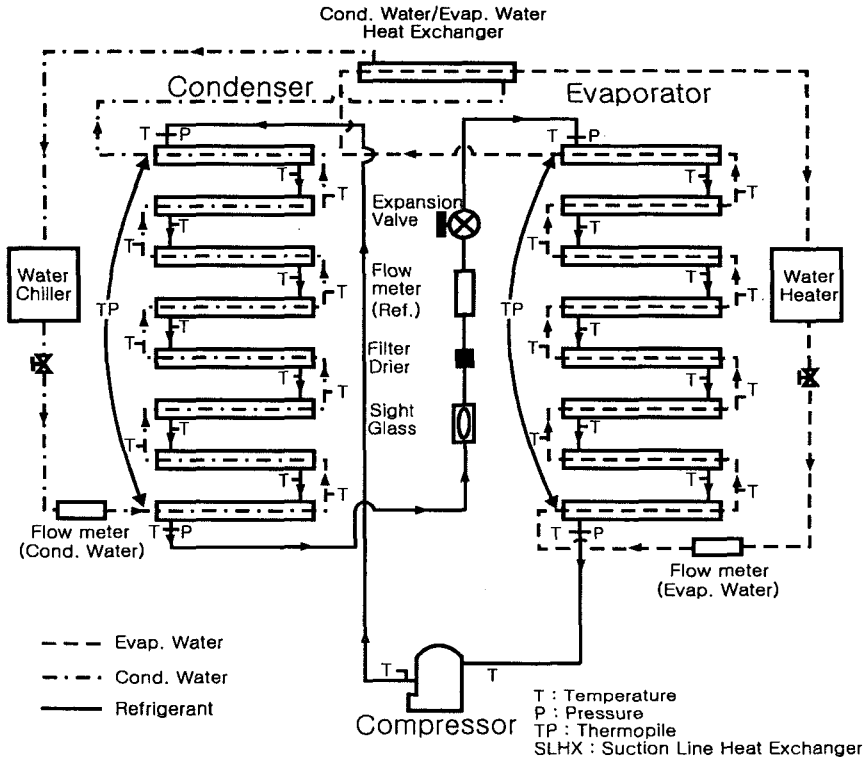 Cond. Water/Evap. Water
Heat Exchanger
Condenser
Evaporator
T P
T P
T
T
T
T
T
T
T
T
Expansion
Valve
T
T
T
T
Water
Chiller
TP
T
T
Flow
meter
(Ref.)
TP
T
T
Water
Heater
T
T
T
T
Filter
Drier
T
T
T
T
Sight
Glass
T
T
T
T
T
T
T
T
Flow meter
(Cond. Water)
T P
T P
Flow meter
(Evap. Water)
Evap. Water
Cond. Water
Refrigerant
T
T
Compressor
T : Temperature
P : Pressure
TP : Thermopile
SLHX : Suction Line Heat Exchanger